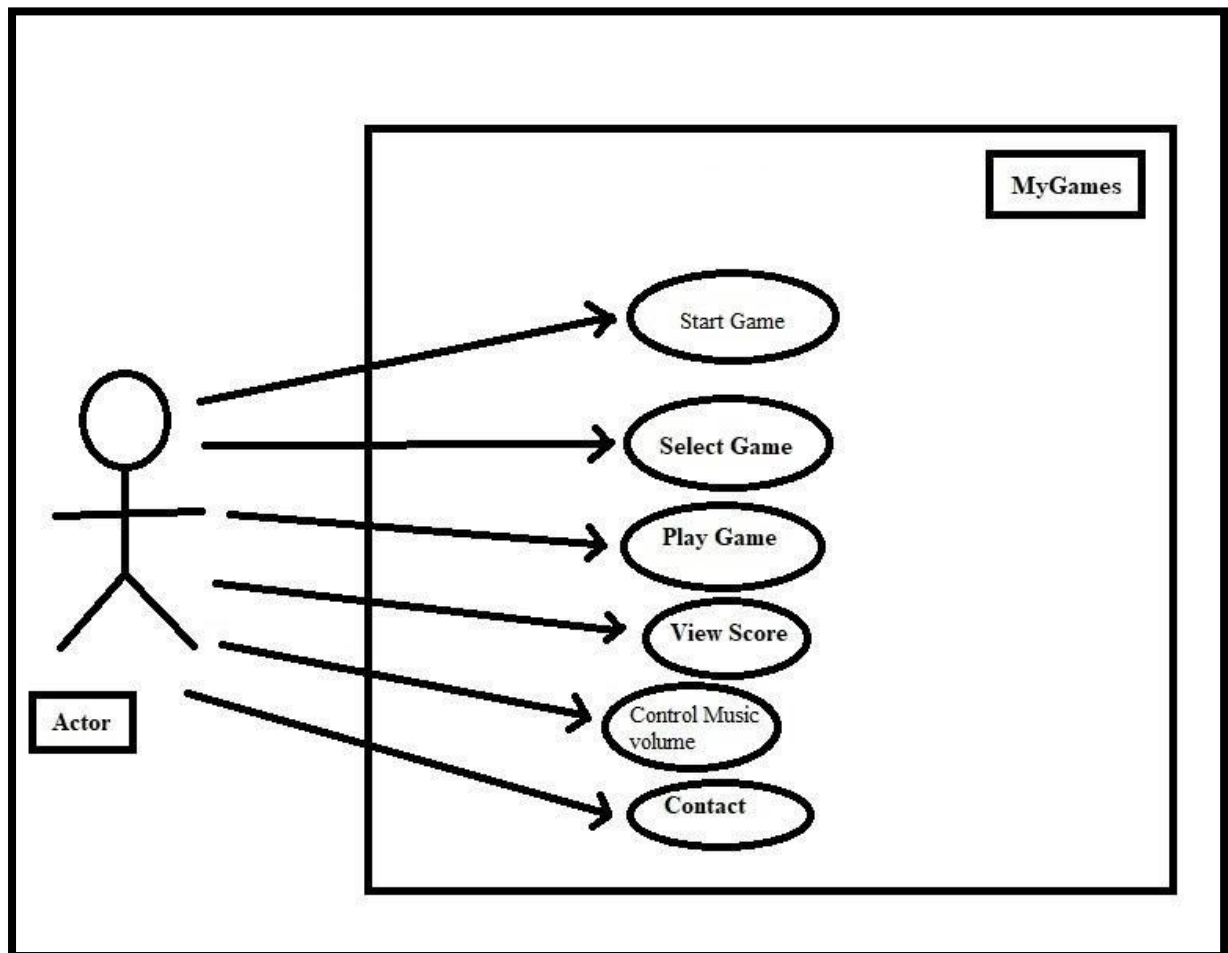 MyGames
Start Game
Select Game
Play Game
View Score
Control Music
volume
Contact
Actor